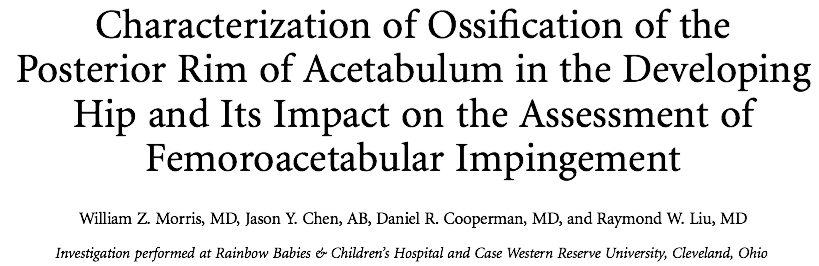 Characterization of Ossification of the
Posterior Rim of Acetabulum in the Developing
Hip and Its Impact on the Assessment of
Femoroacetabular Impingement
William Z. Morris, MD, Jason Y. Chen, AB, Daniel R. Cooperman, MD, and Raymond W. Liu, MD
Investigation performed at Rainbow Babies & Children's Hospital and Case Western Reserve University, Cleveland, Ohio